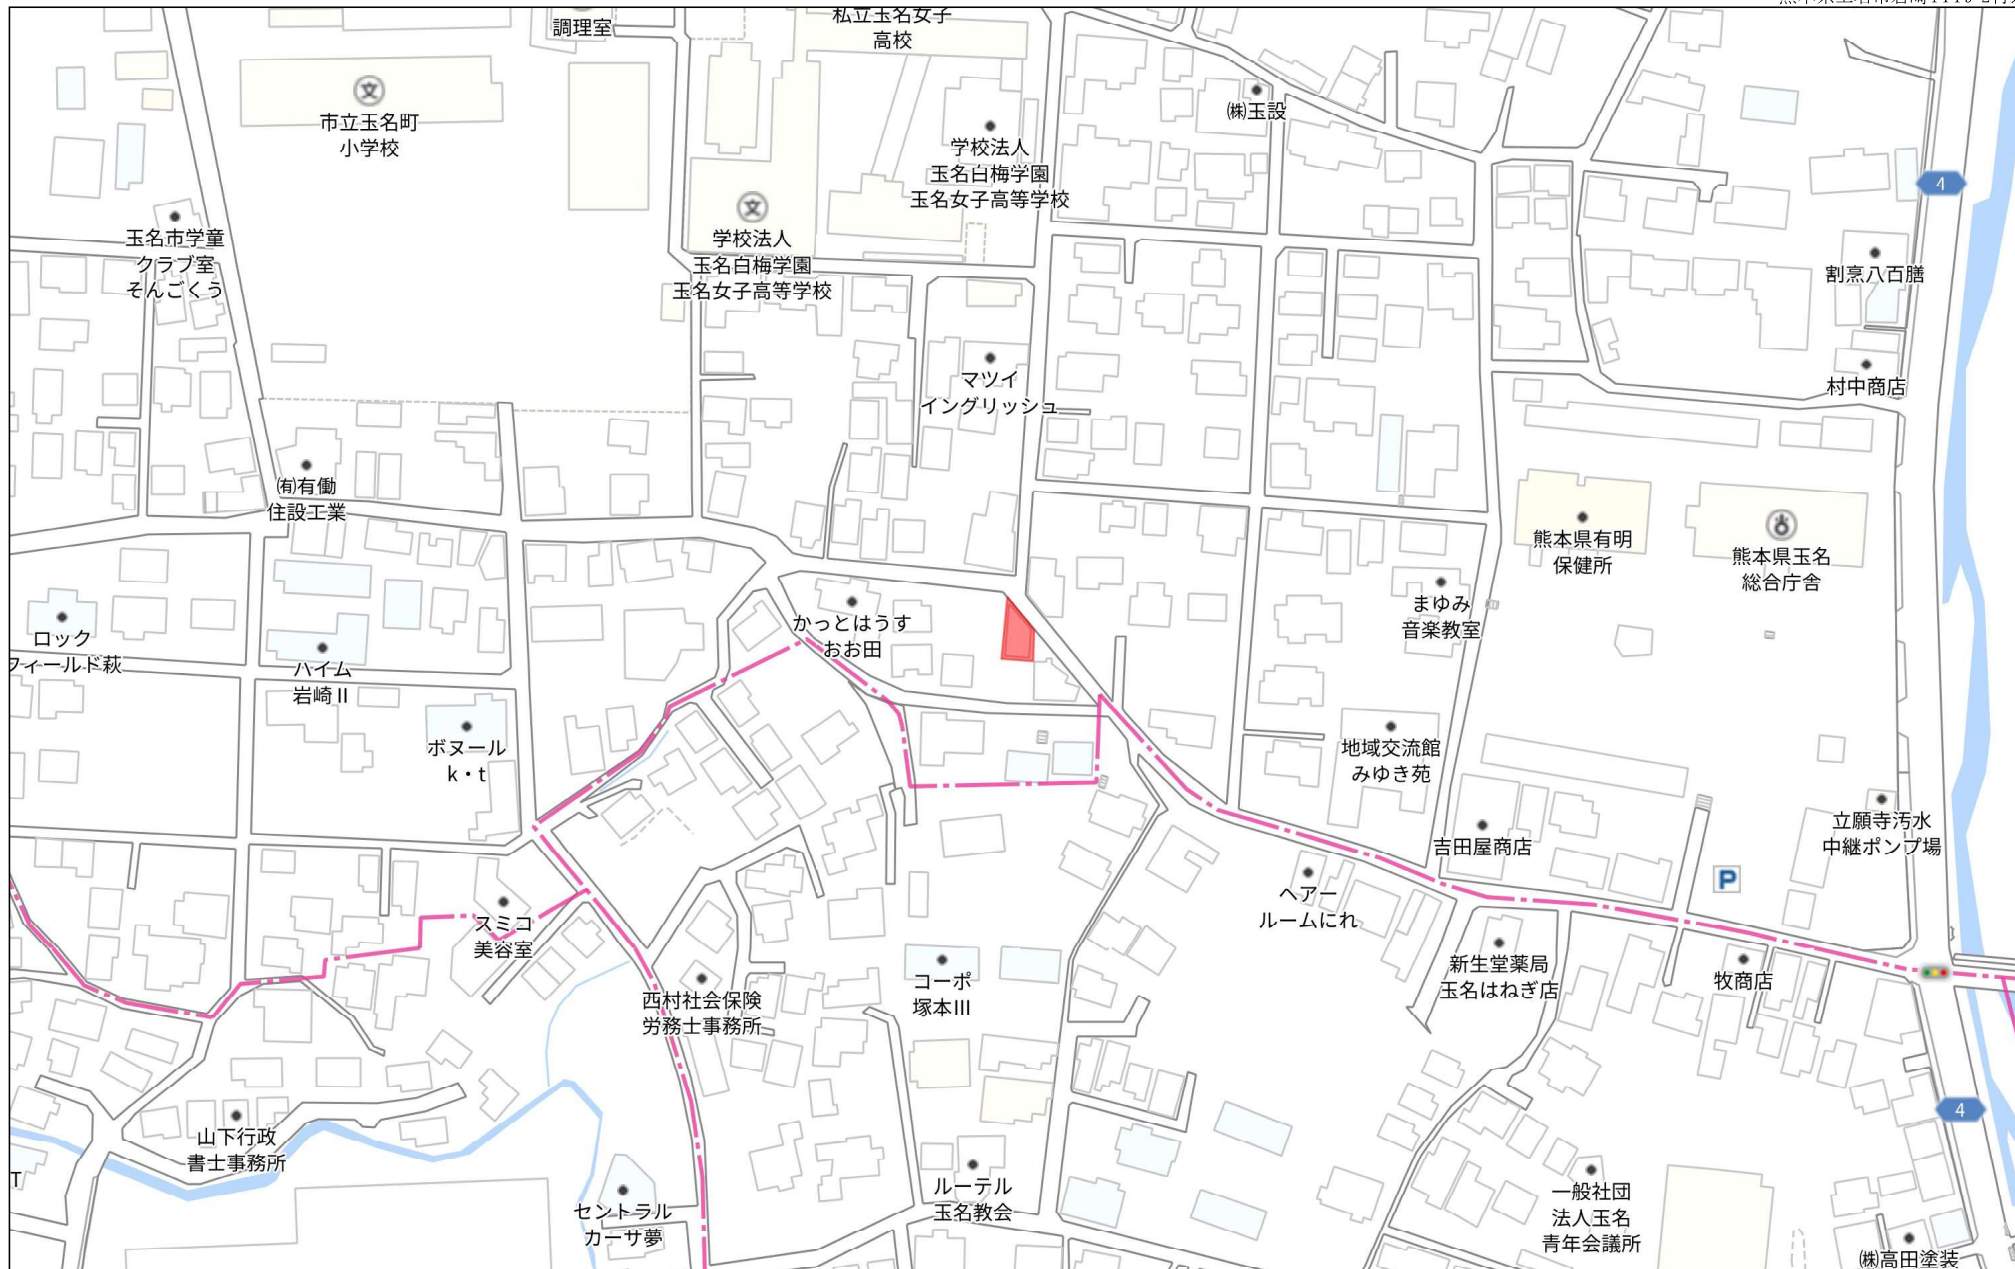 調理室
私立玉名女子
高校
市立玉名町
小学校
㈱玉設
学校法人
玉名白梅学園
玉名女子高等学校
4
玉名市学童
クラブ室
そんごくう
学校法人
玉名白梅学園
玉名女子高等学校
割烹八百膳
マツイ
イングリッシュ
村中商店
㈲有働
住設工業
熊本県有明
保健所
熊本県玉名
総合庁舎
ロック
フィールド萩
かっとはうす
おお田
まゆみ
音楽教室
ハイム
岩崎Ⅱ
ボヌール
k・t
地域交流館
みゆき苑
吉田屋商店
立願寺汚水
中継ポンプ場
P
ヘアー
ルームにれ
スミコ
美容室
新生堂薬局
玉名はねぎ店
牧商店
コーポ
塚本Ⅲ
西村社会保険
労務士事務所
4
山下行政
書士事務所
T
ルーテル
玉名教会
セントラル
カーサ夢
一般社団
法人玉名
青年会議所
㈱高田塗装